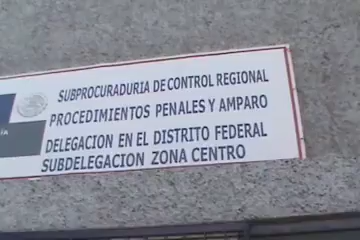 SUBPROCURADURIA DE CONTROL REGIONAL
PROCEDIMIENTOS PENALES Y AMPARO
DELEGACION EN EL DISTRITO FEDERAL
SUBDELEGACION ZONA CENTRO